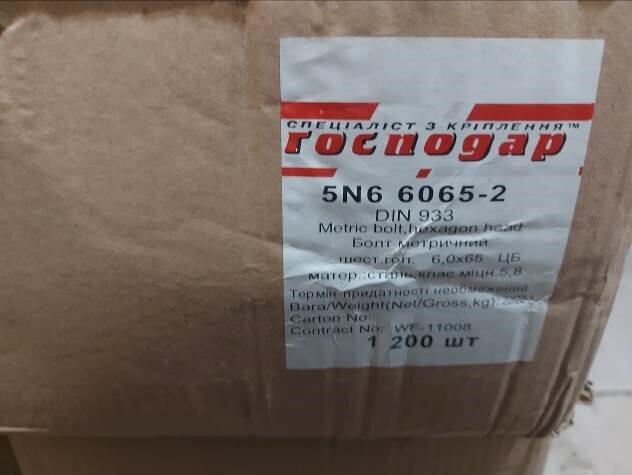 СПЕЦІАЛІСТ З КРІПЛЕННЯ™
господар
5N6 6065-2
DIN 933
Metric bolt,hexagon head
Болт метричний
шест.гол. 6,0x65 ЦБ
матер.:сталь,клас міцн.5,8
Термін придатності необмежений
Вага/Weight(Net/Gross,kg):
Carton No:
Contract No: WF-11008
1 200 шт